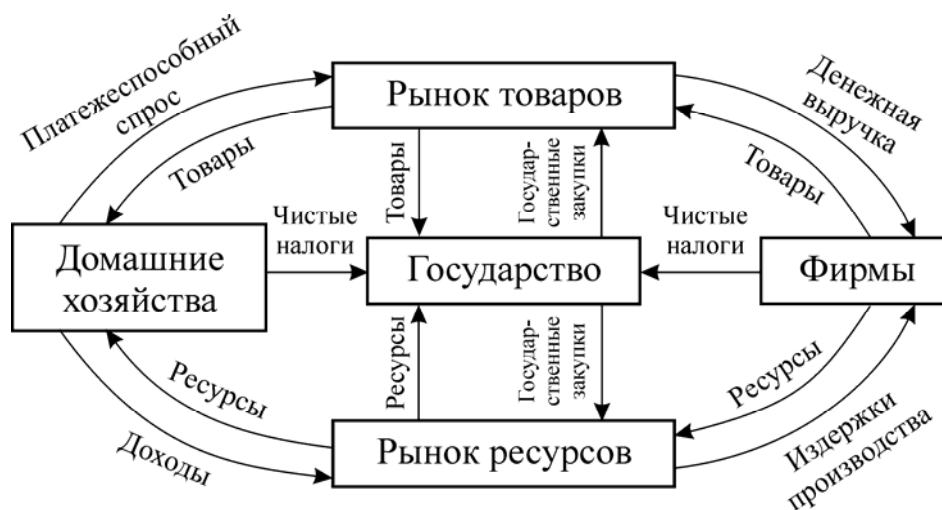 Платежеспособный
спрос
Рынок товаров
Денежная
выручка
Товары
Товары
Государ-
ственные
закупки
Товары
Домашние
хозяйства
Чистые
налоги
Государство
Чистые
налоги
Фирмы
Ресурсы
Ресурсы
Государ-
ственные
закупки
Ресурсы
Доходы
Рынок ресурсов
Издержки
производства